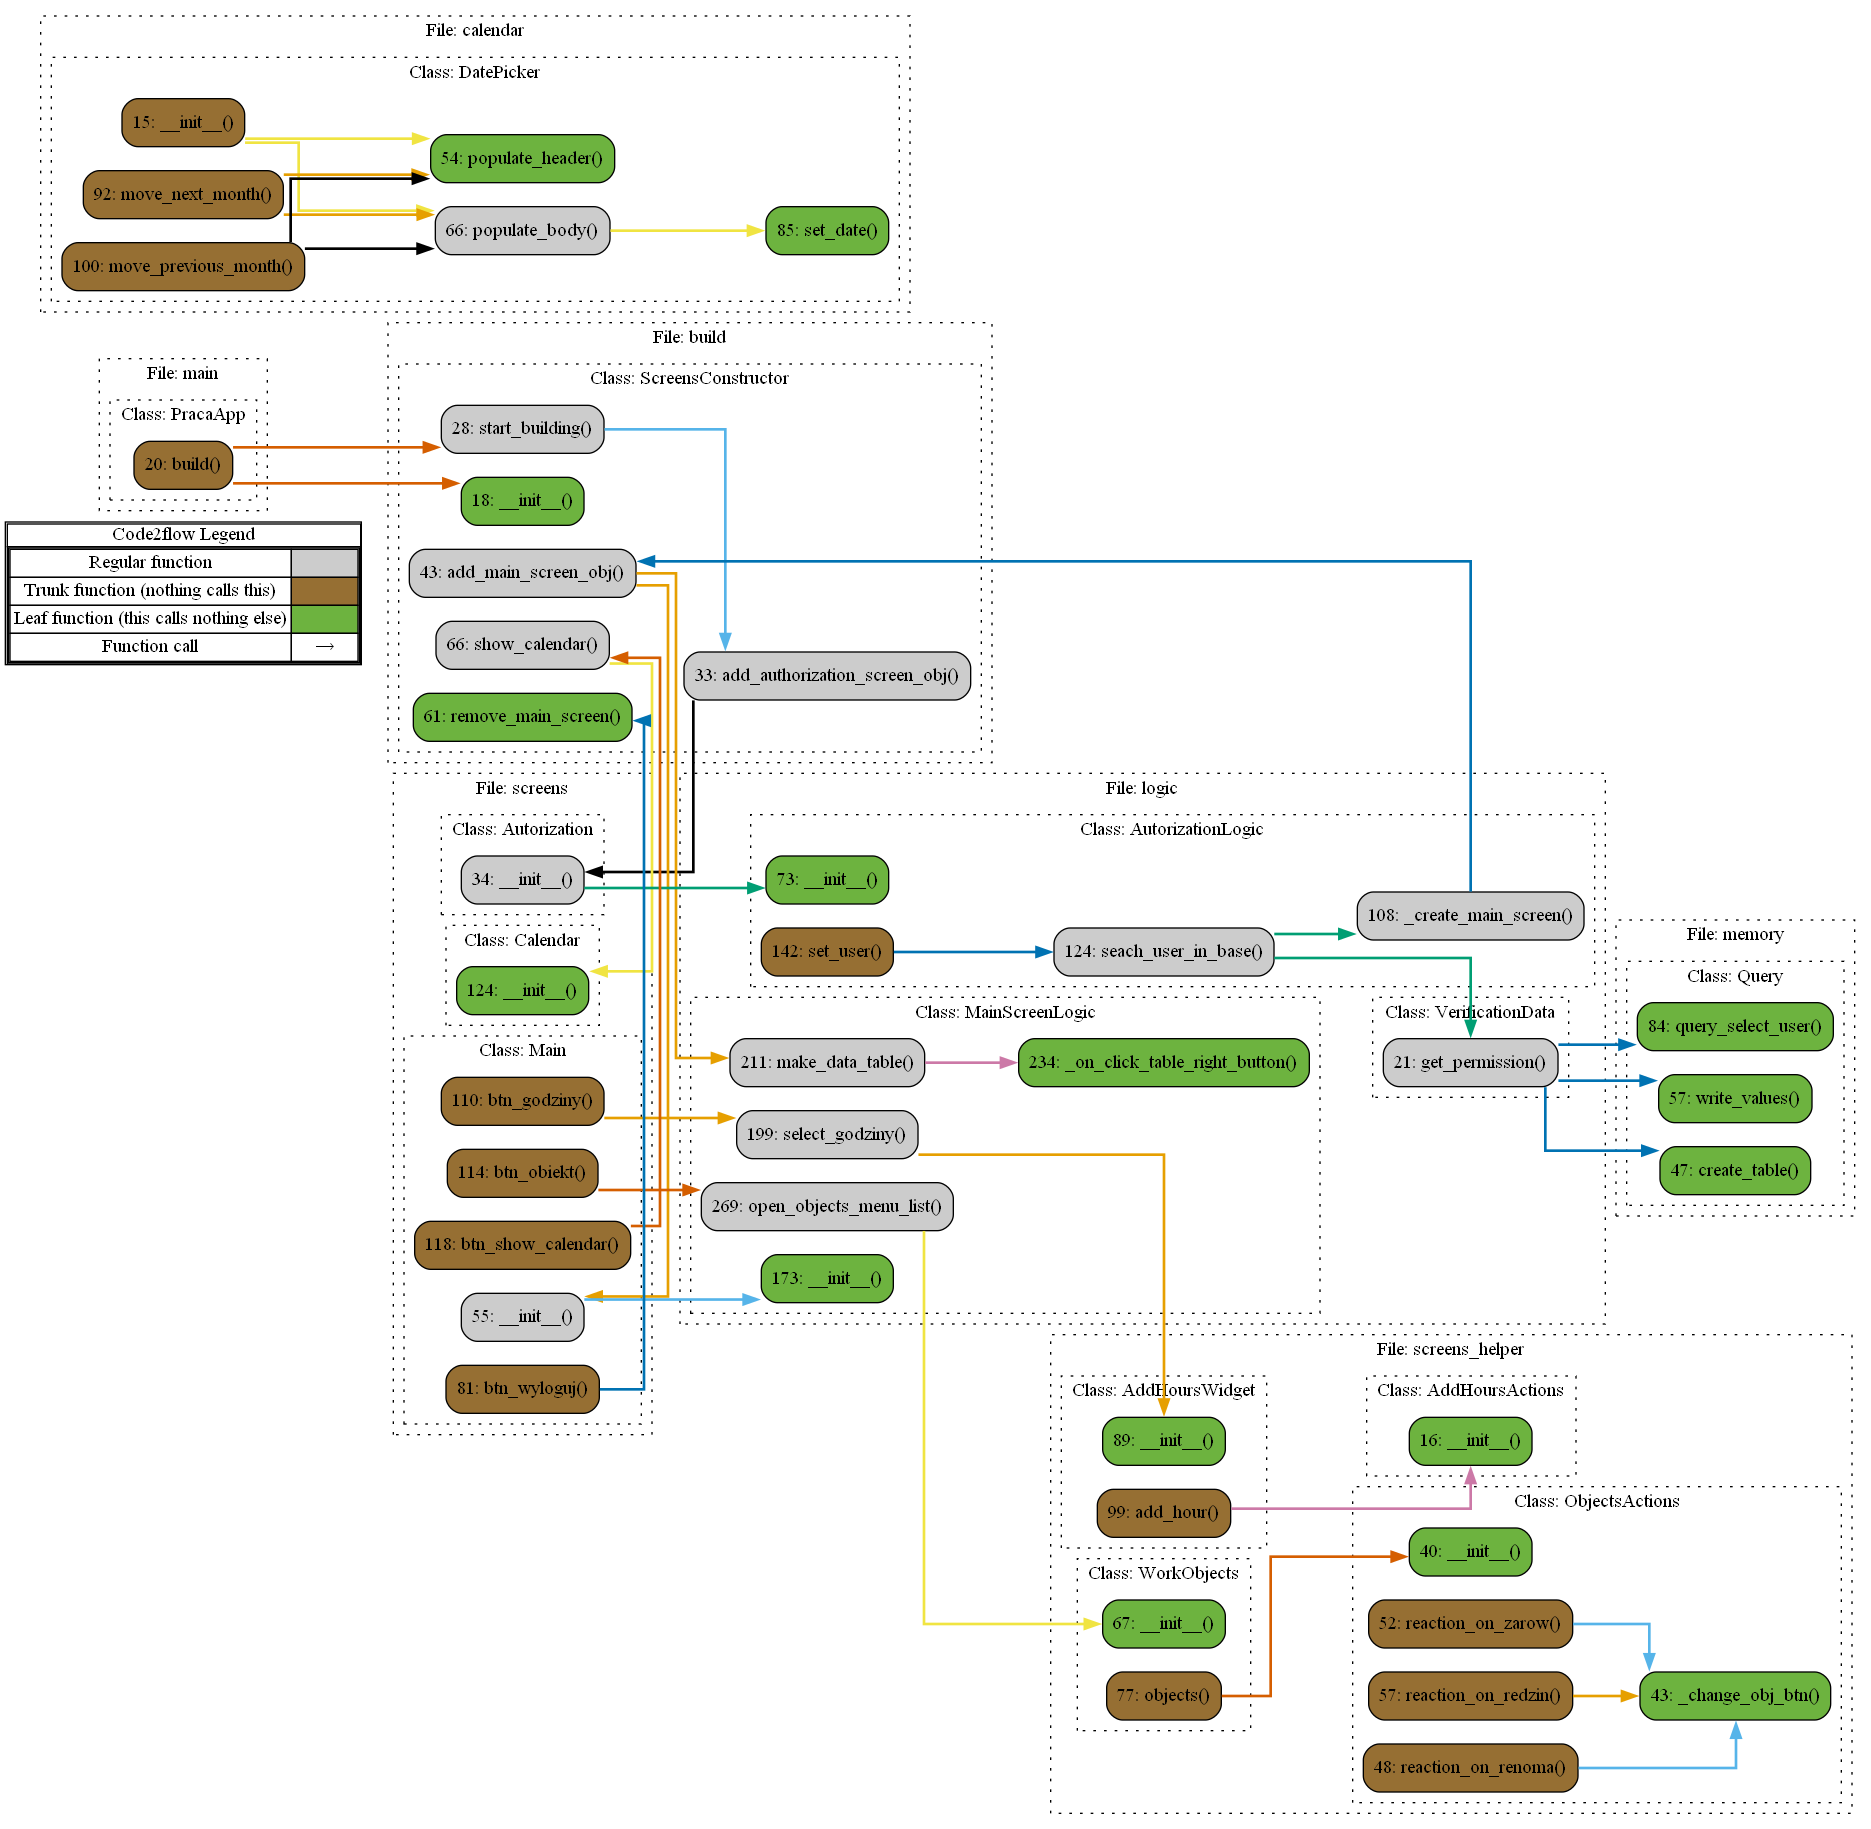 File: calendar
Class: DatePicker
15: __init__()
54: populate_header()
92: move_next_month()
66: populate_body()
85: set_date()
100: move_previous_month()
File: build
Class: ScreensConstructor
28: start_building()
18: __init__()
43: add_main_screen_obj()
66: show_calendar()
33: add_authorization_screen_obj()
61: remove_main_screen()
File: main
Class: PracaApp
20: build()
Code2flow Legend
Regular function
Trunk function (nothing calls this)
Leaf function (this calls nothing else)
Function call →
File: screens
Class: Autorization
34: __init__()
Class: Calendar
124: __init__()
Class: Main
110: btn_godziny()
114: btn_obiekt()
118: btn_show_calendar()
55: __init__()
81: btn_wyloguj()
File: logic
Class: AutorizationLogic
73: __init__()
108: _create_main_screen()
142: set_user()
124: seach_user_in_base()
Class: MainScreenLogic
211: make_data_table()
234: _on_click_table_right_button()
199: select_godziny()
269: open_objects_menu_list()
173: __init__()
Class: VerificationData
21: get_permission()
File: memory
Class: Query
84: query_select_user()
57: write_values()
47: create_table()
File: screens_helper
Class: AddHoursWidget
89: __init__()
99: add_hour()
Class: AddHoursActions
16: __init__()
Class: WorkObjects
67: __init__()
77: objects()
Class: ObjectsActions
40: __init__()
52: reaction_on_zarow()
57: reaction_on_redzin()
43: _change_obj_btn()
48: reaction_on_renoma()